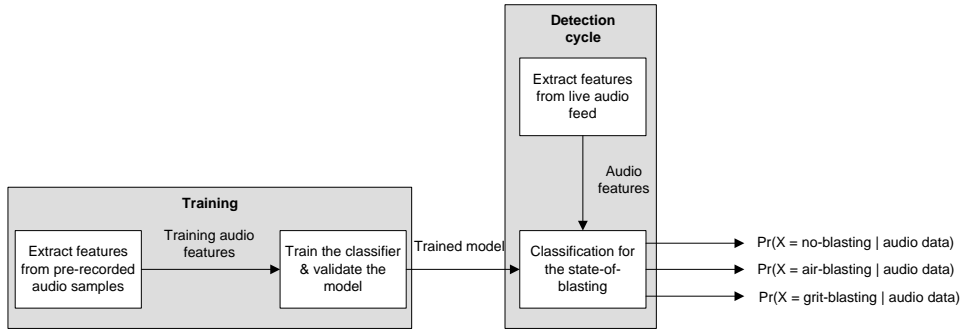 Detection
cycle
Extract features
from live audio
feed
Audio
features
Training
Training audio
features
Extract features
from pre-recorded
audio samples
Train the classifier
& validate the
model
Trained model
Classification for
the state-of-
blasting
Pr(X = no-blasting | audio data)
Pr(X = air-blasting | audio data)
Pr(X = grit-blasting | audio data)